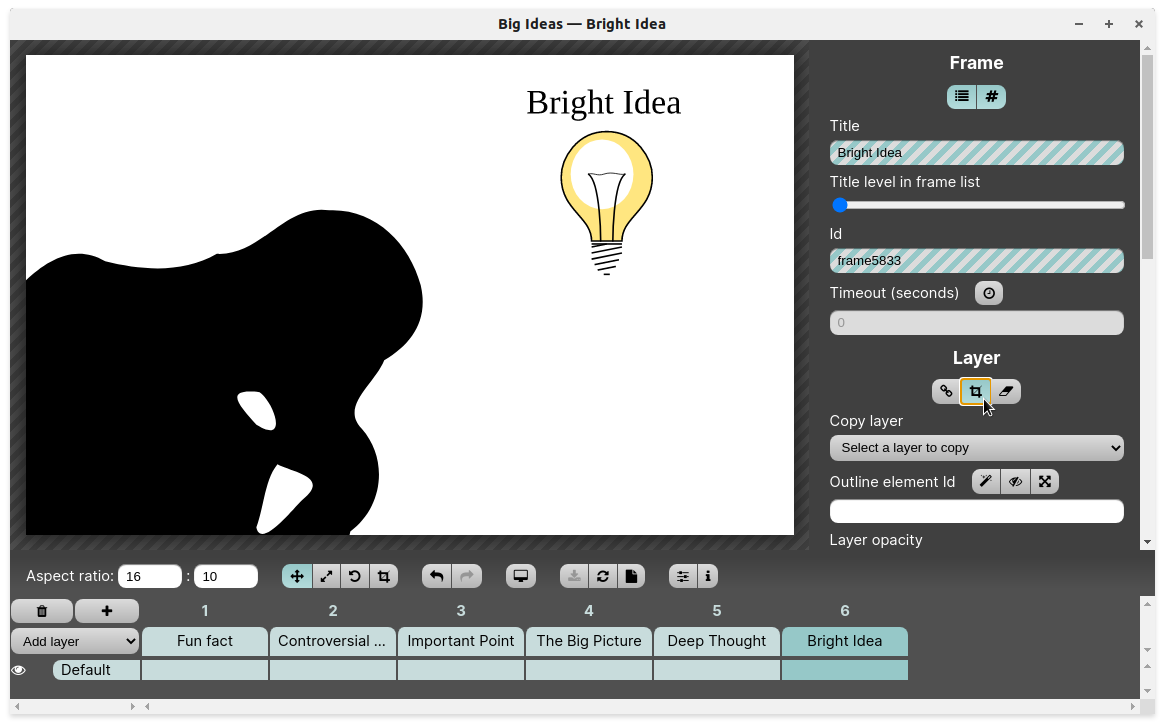 Big Ideas — Bright Idea
Bright Idea
Frame
Title
Bright Idea
Title level in frame list
Id
frame5833
Timeout (seconds)
0
Layer
Copy layer
Select a layer to copy
Outline element Id
Layer opacity
Aspect ratio: 16 : 10
1 2 3 4 5 6
Add layer Fun fact Controversial ... Important Point The Big Picture Deep Thought Bright Idea
Default